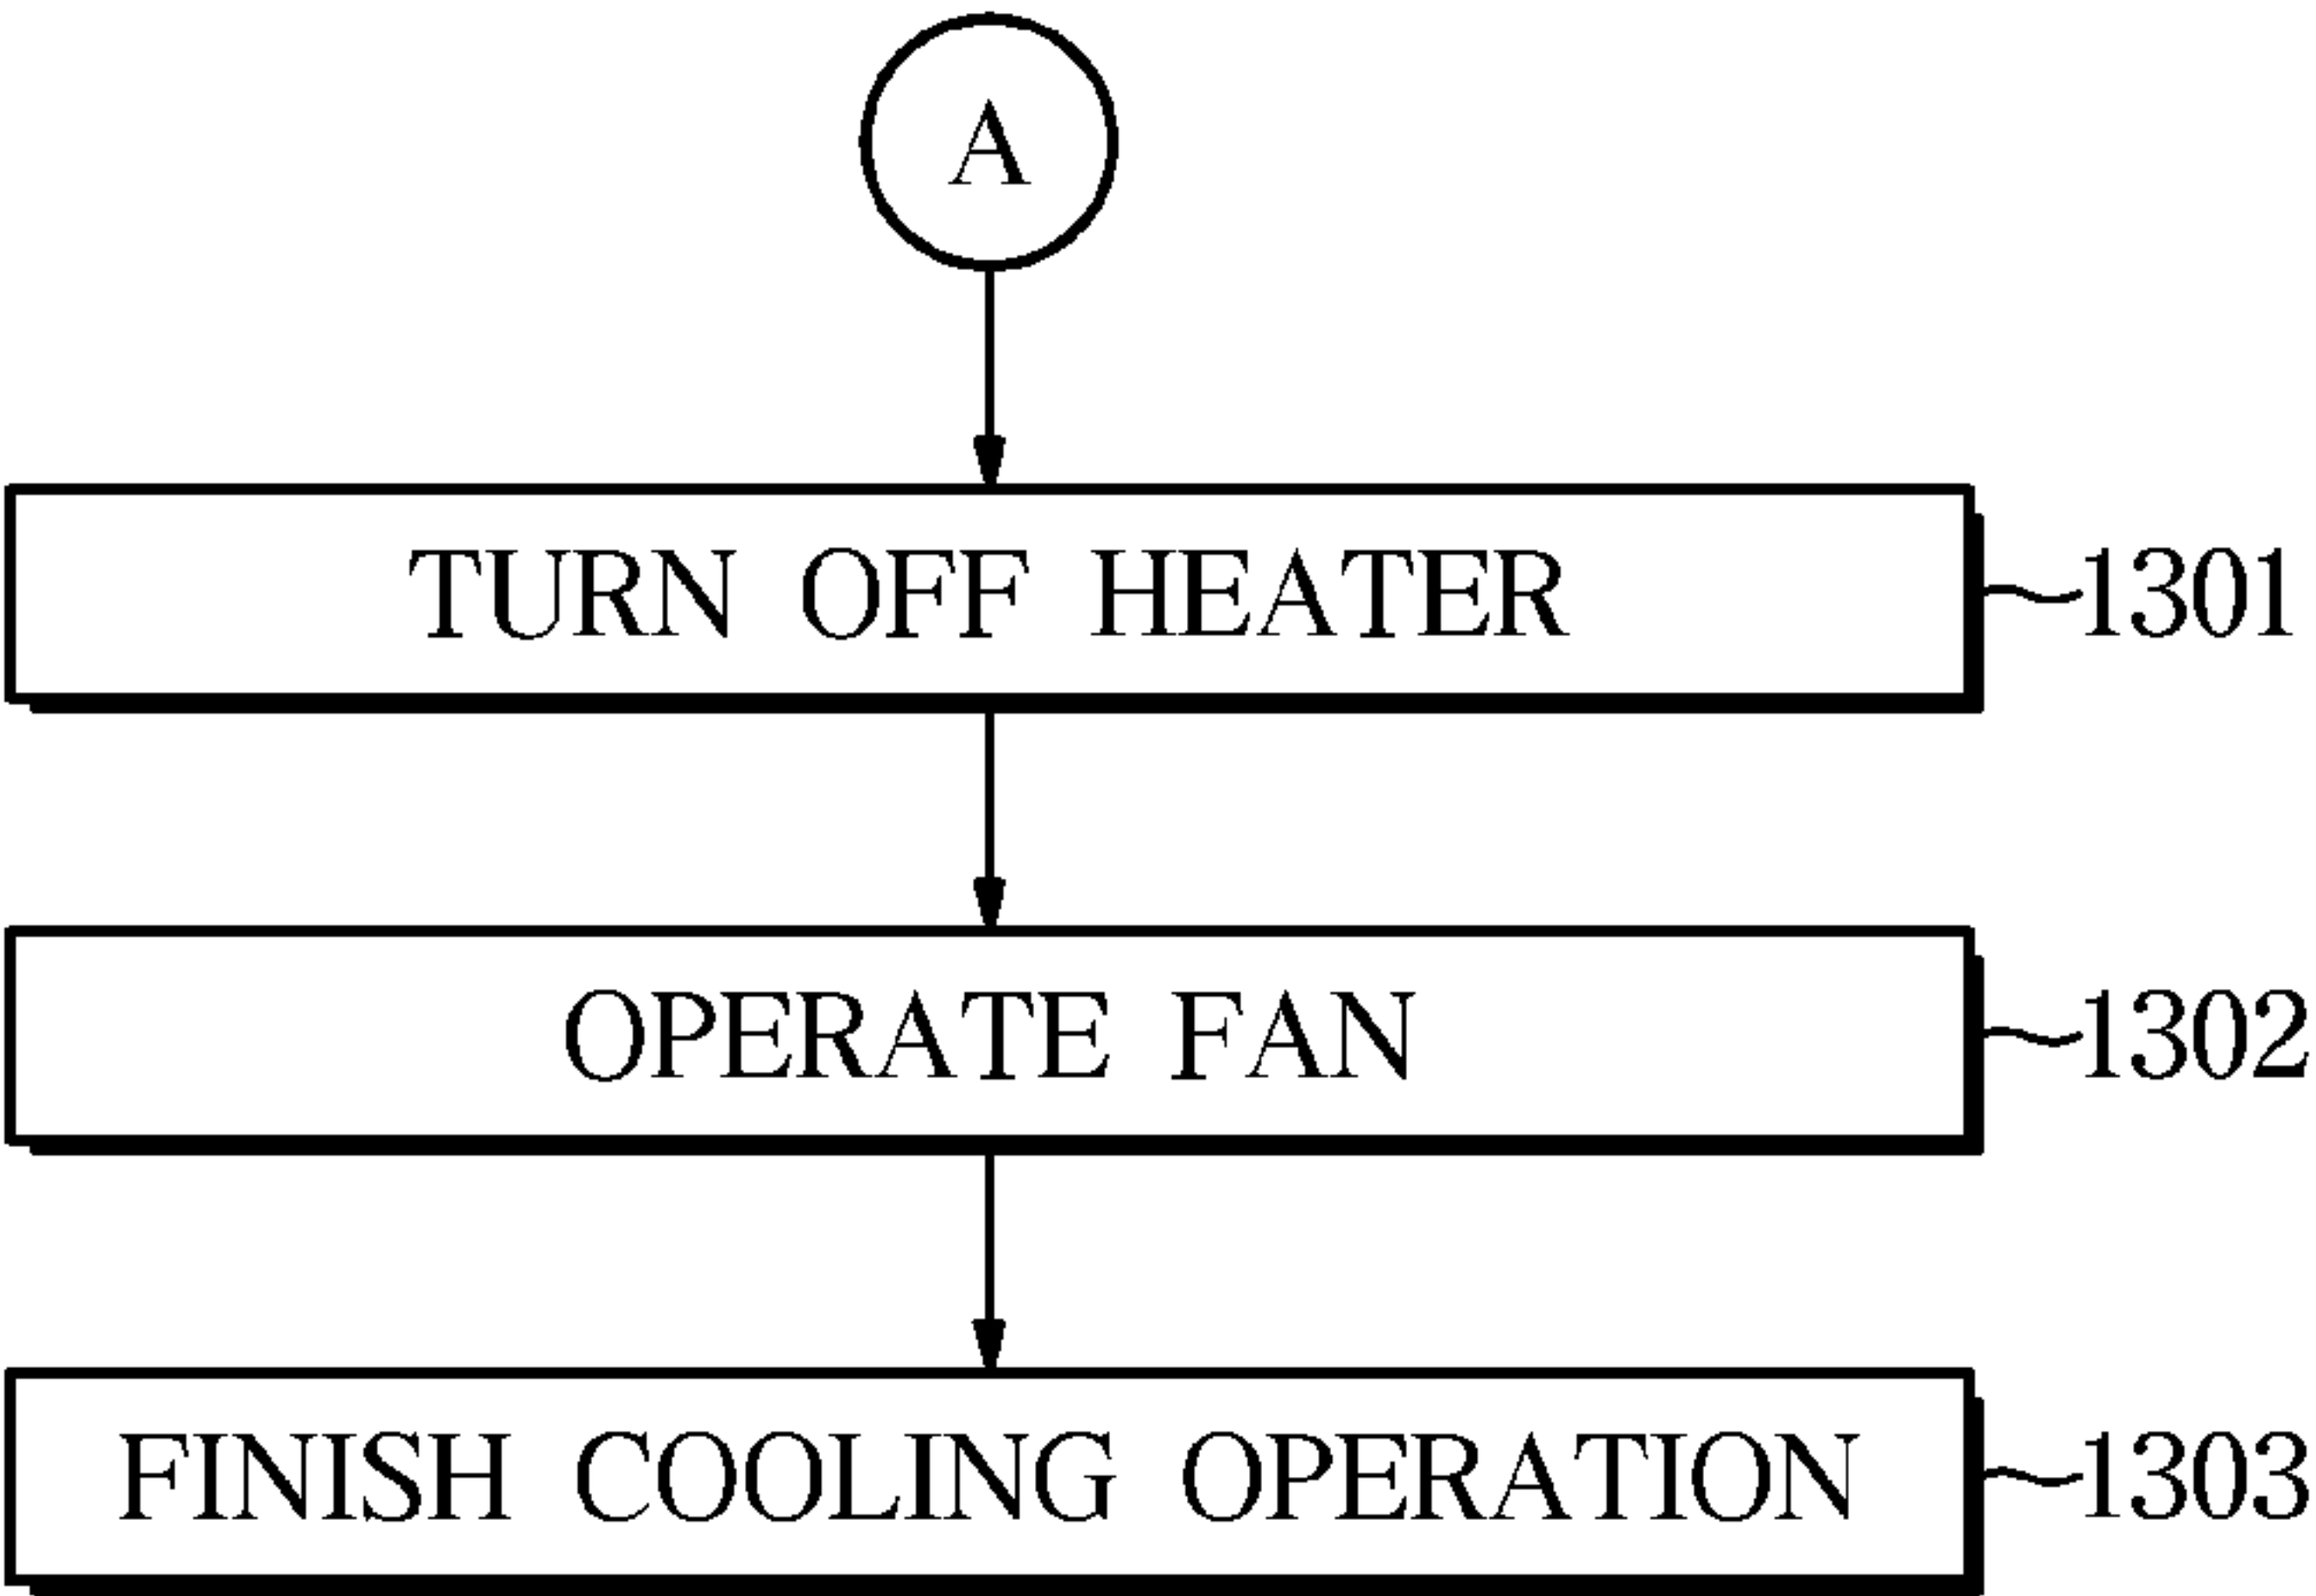 A
TURN OFF HEATER 1301
OPERATE FAN 1302
FINISH COOLING OPERATION 1303